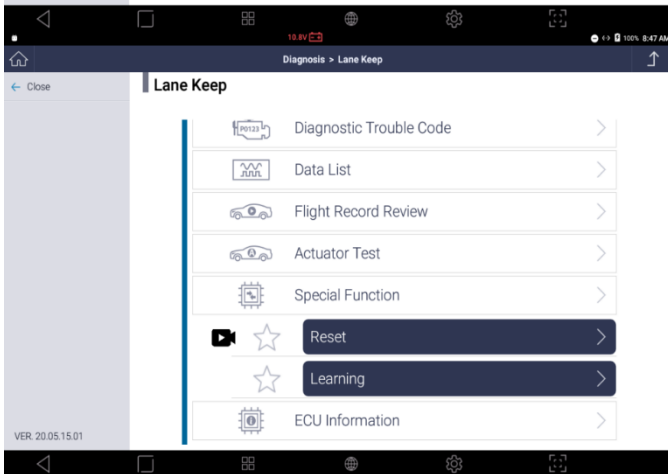 10.8V
100% 8:47 AM
Diagnosis > Lane Keep
Close
Lane Keep
P0123
Diagnostic Trouble Code
Data List
Flight Record Review
Actuator Test
Special Function
Reset
Learning
ECU Information
VER. 20.05.15.01